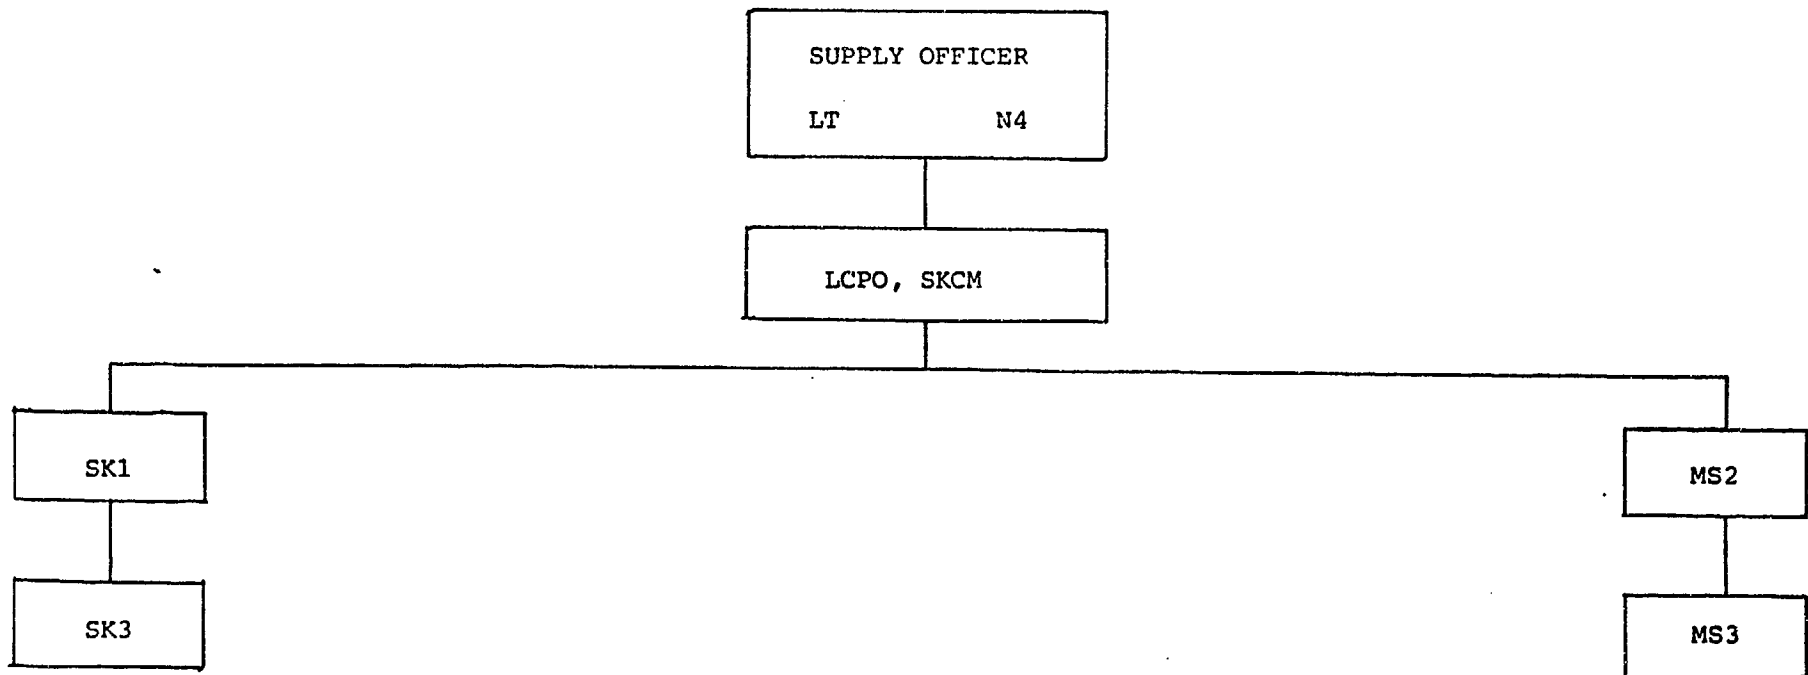 SUPPLY OFFICER
LT N4
LCPO, SKCM
SK1
MS2
SK3
MS3